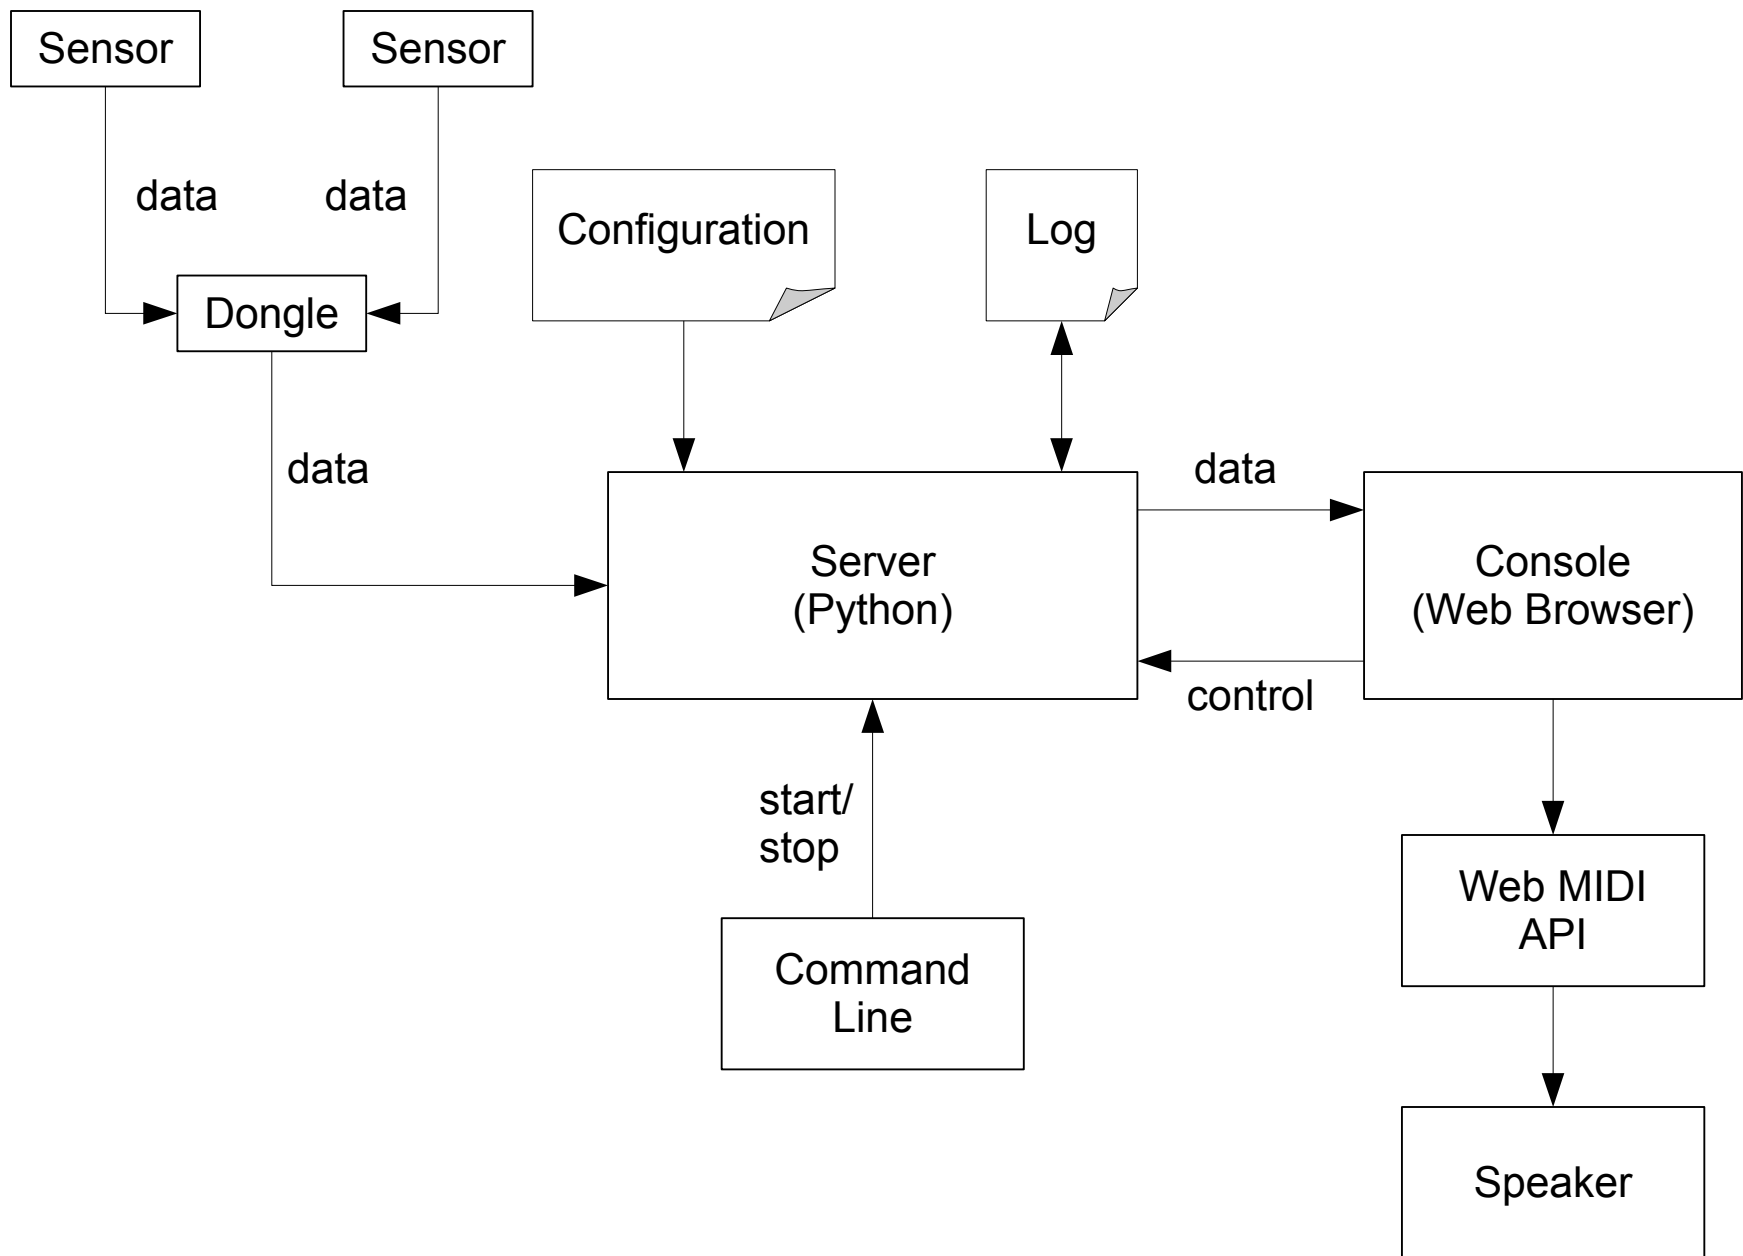 Sensor
Sensor
data
data
Configuration
Log
Dongle
data
data
Server
(Python)
Console
(Web Browser)
control
start/
stop
Web MIDI
API
Command
Line
Speaker